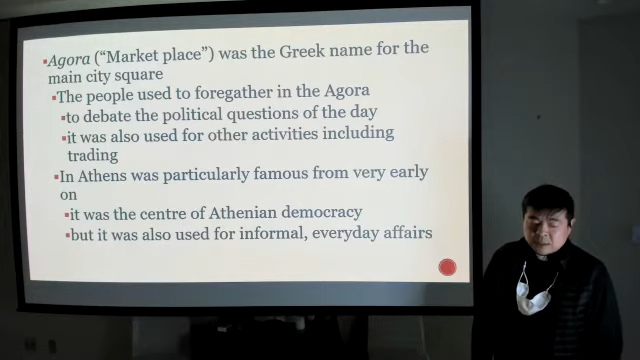 Agora (“Market place”) was the Greek name for the
main city square
The people used to foregather in the Agora
to debate the political questions of the day
it was also used for other activities including
trading
In Athens was particularly famous from very early
on
it was the centre of Athenian democracy
but it was also used for informal, everyday affairs